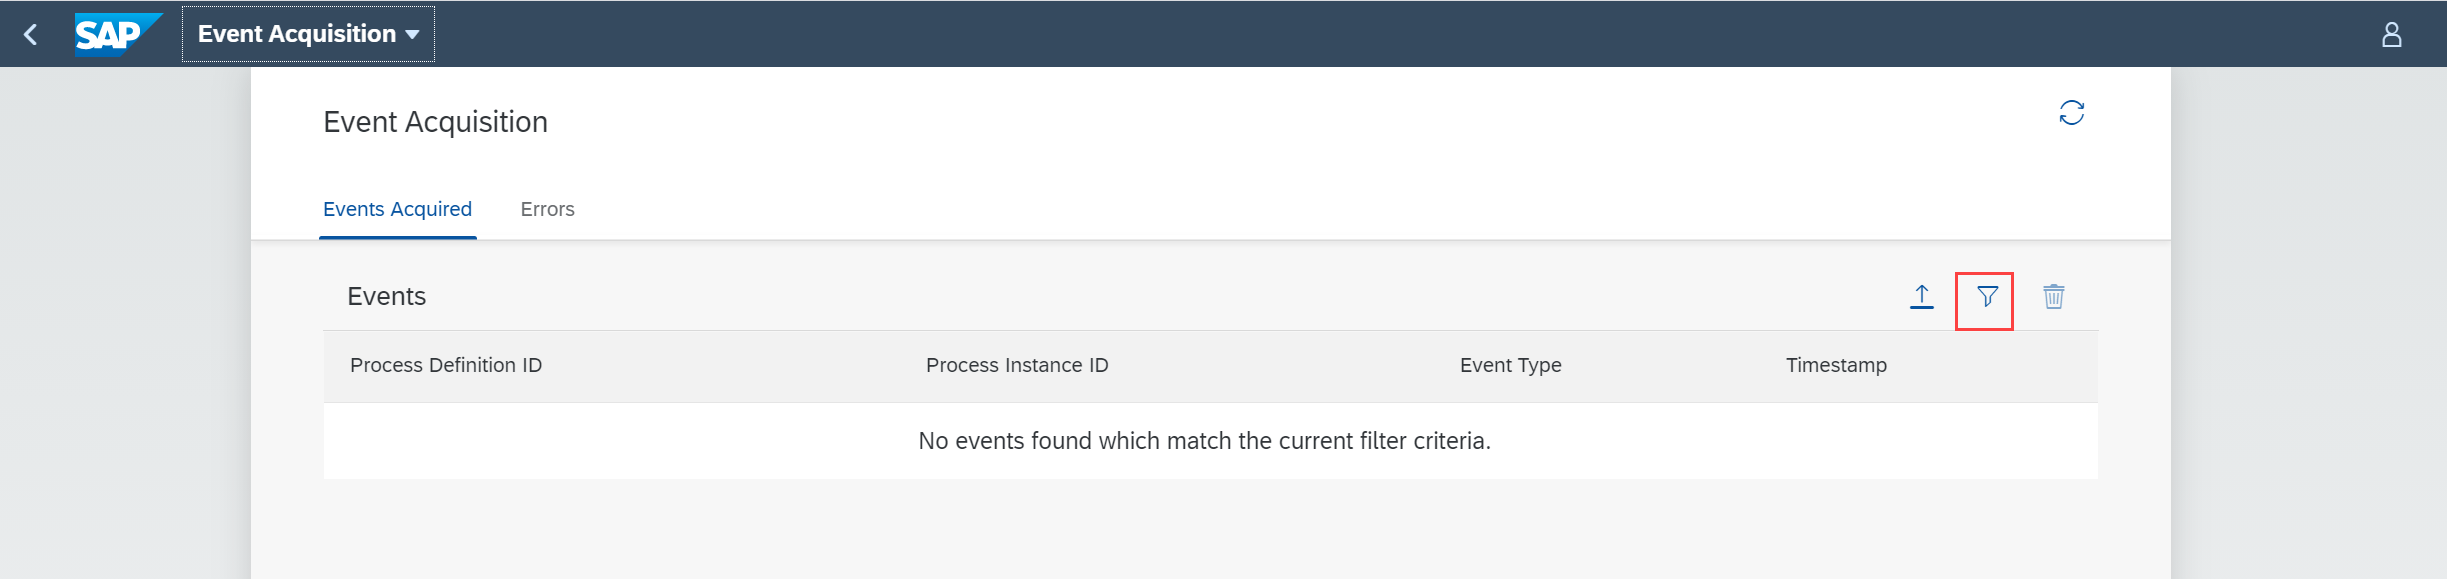 SAP Event Acquisition
Event Acquisition
Events Acquired Errors
Events
Process Definition ID Process Instance ID Event Type Timestamp
No events found which match the current filter criteria.